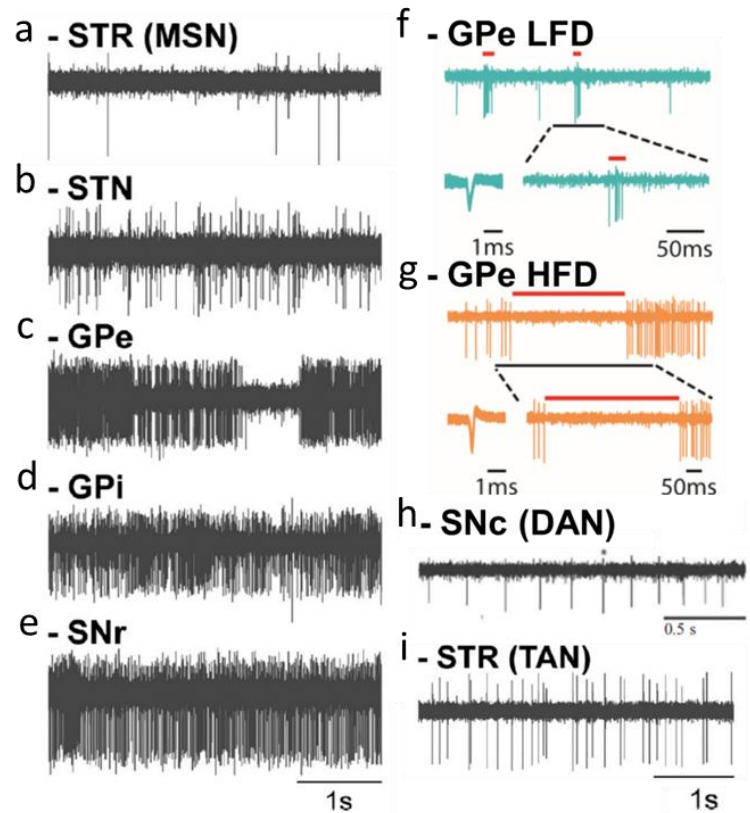 a - STR (MSN)
b - STN
c - GPe
d - GPi
e - SNr
1s
f - GPe LFD
1ms 50ms
g - GPe HFD
1ms 50ms
h - SNc (DAN)
*
0.5 s
i - STR (TAN)
1s